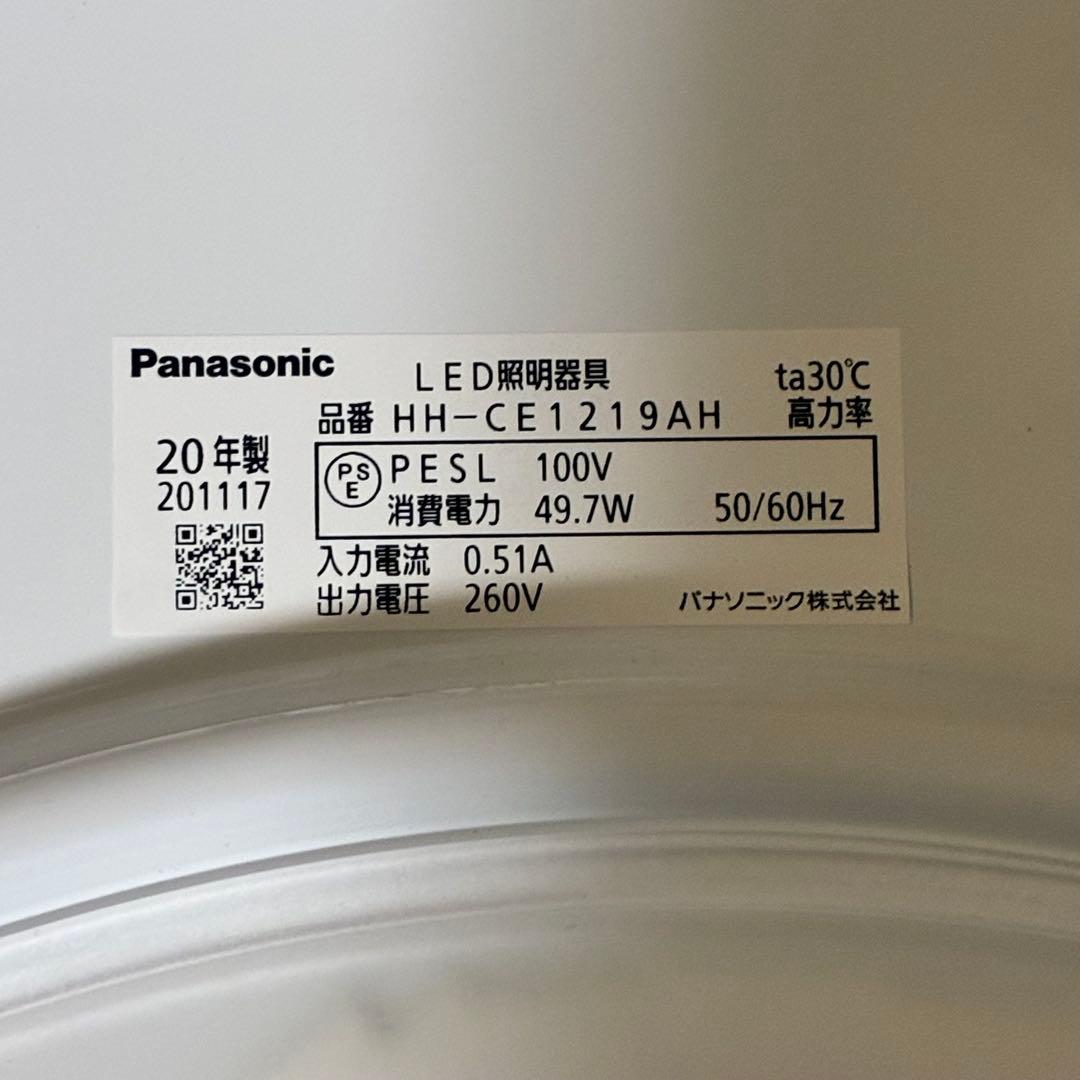 Panasonic
LED照明器具
ta30℃
品番 HH-CE1219AH
高力率
20年製
201117
PSE
PESL 100V
消費電力 49.7W 50/60Hz
入力電流 0.51A
出力電圧 260V
パナソニック株式会社